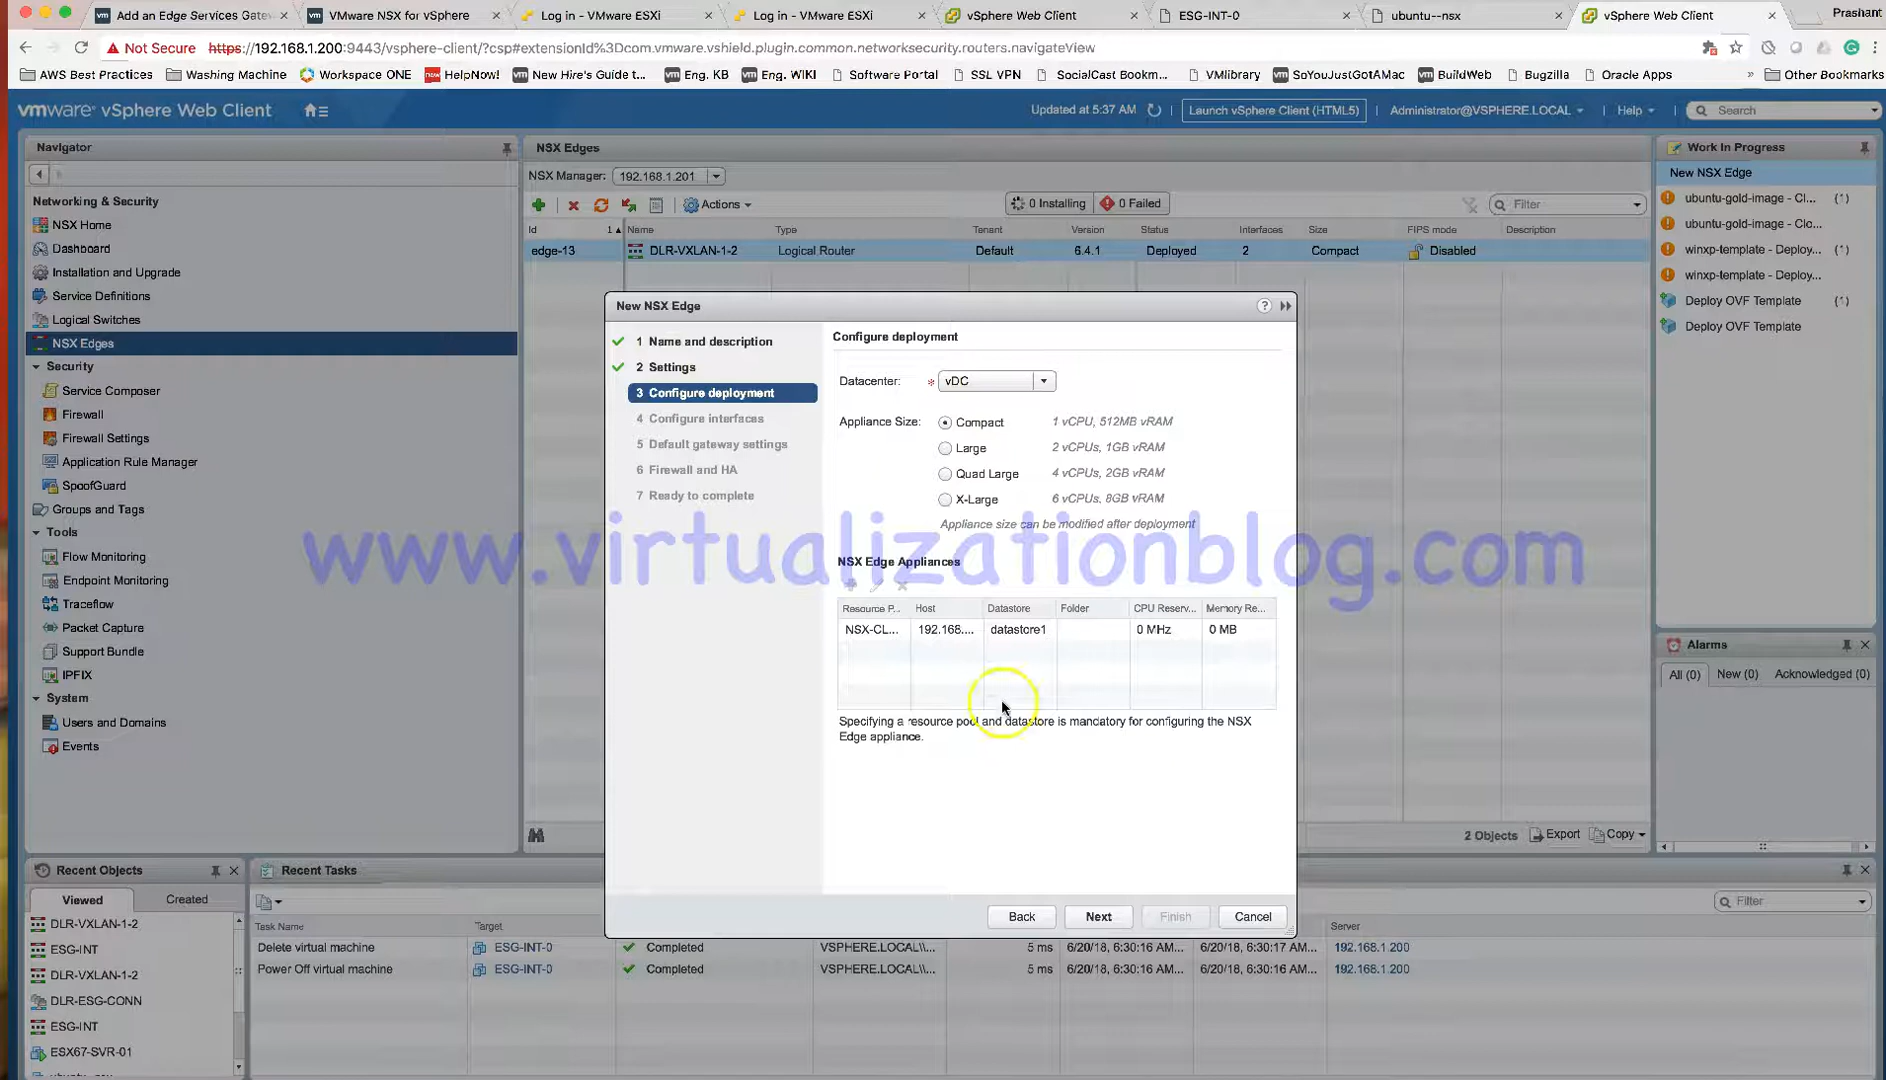 Add an Edge Services Gatew
VMware NSX for vSphere
Log in - VMware ESXi
Log in - VMware ESXi
vSphere Web Client
ESG-INT-0
ubuntu--nsx
vSphere Web Client
Prashant
Not Secure https://192.168.1.200:9443/vsphere-client/?csp#extensionId%3Dcom.vmware.vshield.plugin.common.networksecurity.routers.navigateView
AWS Best Practices Washing Machine Workspace ONE HelpNow! New Hire's Guide t... Eng. KB Eng. WIKI Software Portal SSL VPN SocialCast Bookm... VMlibrary SoYouJustGotAMac BuildWeb Bugzilla Oracle Apps » Other Bookmarks
vmware® vSphere Web Client
Updated at 5:37 AM Launch vSphere Client (HTML5) Administrator@VSPHERE.LOCAL Help Search
Navigator
Networking & Security
NSX Home
Dashboard
Installation and Upgrade
Service Definitions
Logical Switches
NSX Edges
Security
Service Composer
Firewall
Firewall Settings
Application Rule Manager
SpoofGuard
Groups and Tags
Tools
Flow Monitoring
Endpoint Monitoring
Traceflow
Packet Capture
Support Bundle
IPFIX
System
Users and Domains
Events
NSX Edges
NSX Manager: 192.168.1.201
Actions 0 Installing 0 Failed Filter
Id 1 Name Type Tenant Version Status Interfaces Size FIPS mode Description
edge-13 DLR-VXLAN-1-2 Logical Router Default 6.4.1 Deployed 2 Compact Disabled
New NSX Edge
1 Name and description
2 Settings
3 Configure deployment
4 Configure interfaces
5 Default gateway settings
6 Firewall and HA
7 Ready to complete
Configure deployment
Datacenter: * vDC
Appliance Size: Compact 1 vCPU, 512MB vRAM
Large 2 vCPUs, 1GB vRAM
Quad Large 4 vCPUs, 2GB vRAM
X-Large 6 vCPUs, 8GB vRAM
Appliance size can be modified after deployment
www.virtualizationblog.com
NSX Edge Appliances
Resource P... Host Datastore Folder CPU Reserv... Memory Re...
NSX-CL... 192.168.... datastore1 0 MHz 0 MB
Specifying a resource pool and datastore is mandatory for configuring the NSX
Edge appliance.
Back Next Finish Cancel
2 Objects Export Copy
Work In Progress
New NSX Edge
ubuntu-gold-image - Cl... (1)
ubuntu-gold-image - Clo...
winxp-template - Deploy... (1)
winxp-template - Deploy...
Deploy OVF Template (1)
Deploy OVF Template
Alarms
All (0) New (0) Acknowledged (0)
Recent Objects
Viewed Created
DLR-VXLAN-1-2
ESG-INT
DLR-VXLAN-1-2
DLR-ESG-CONN
ESG-INT
ESX67-SVR-01
Recent Tasks
Filter
Task Name Target Server
Delete virtual machine ESG-INT-0 Completed VSPHERE.LOCAL\\... 5 ms 6/20/18, 6:30:16 AM... 6/20/18, 6:30:17 AM... 192.168.1.200
Power Off virtual machine ESG-INT-0 Completed VSPHERE.LOCAL\\... 5 ms 6/20/18, 6:30:16 AM... 6/20/18, 6:30:16 AM... 192.168.1.200